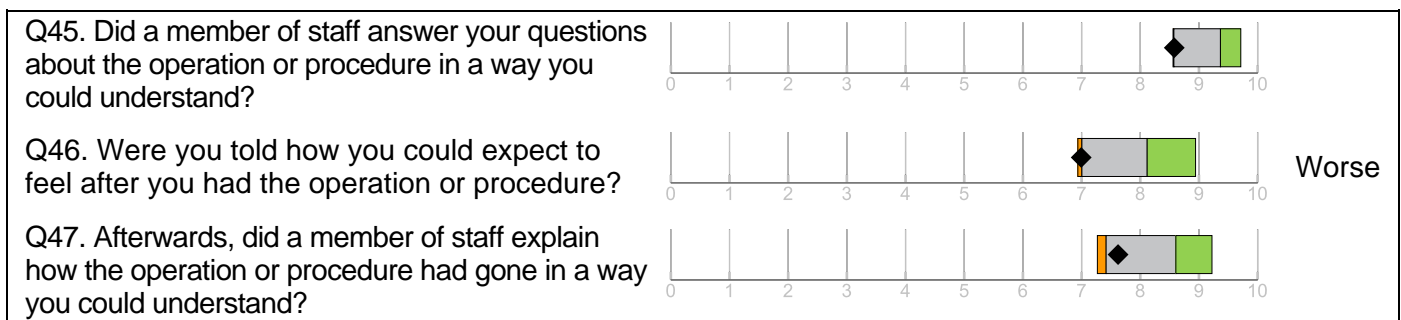 Q45. Did a member of staff answer your questions
about the operation or procedure in a way you
could understand?
0 1 2 3 4 5 6 7 8 9 10
Q46. Were you told how you could expect to
feel after you had the operation or procedure?
Worse
0 1 2 3 4 5 6 7 8 9 10
Q47. Afterwards, did a member of staff explain
how the operation or procedure had gone in a way
you could understand?
0 1 2 3 4 5 6 7 8 9 10